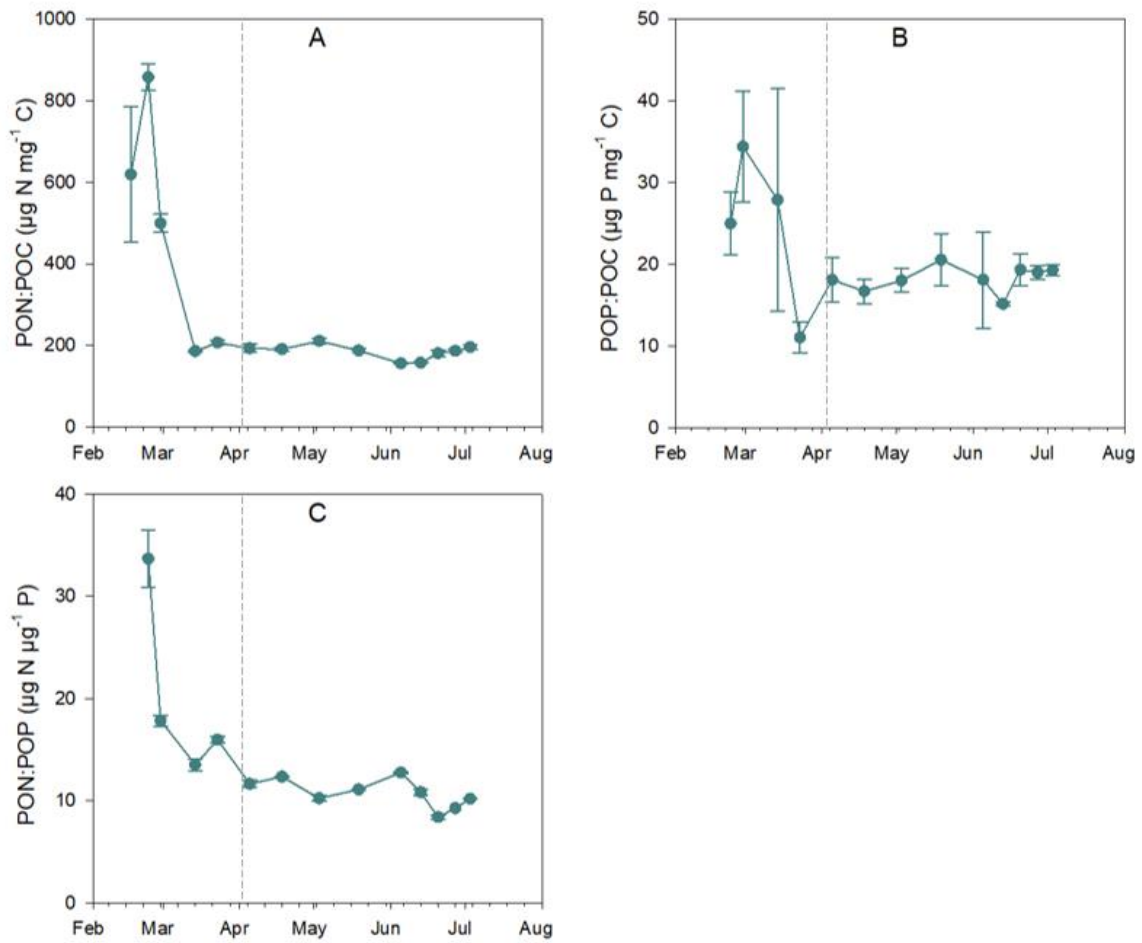 A
1000
800
600
400
200
0
PON:POC (µg N mg⁻¹ C)
Feb Mar Apr May Jun Jul Aug
B
50
40
30
20
10
0
POP:POC (µg P mg⁻¹ C)
Feb Mar Apr May Jun Jul Aug
C
40
30
20
10
0
PON:POP (µg N µg⁻¹ P)
Feb Mar Apr May Jun Jul Aug